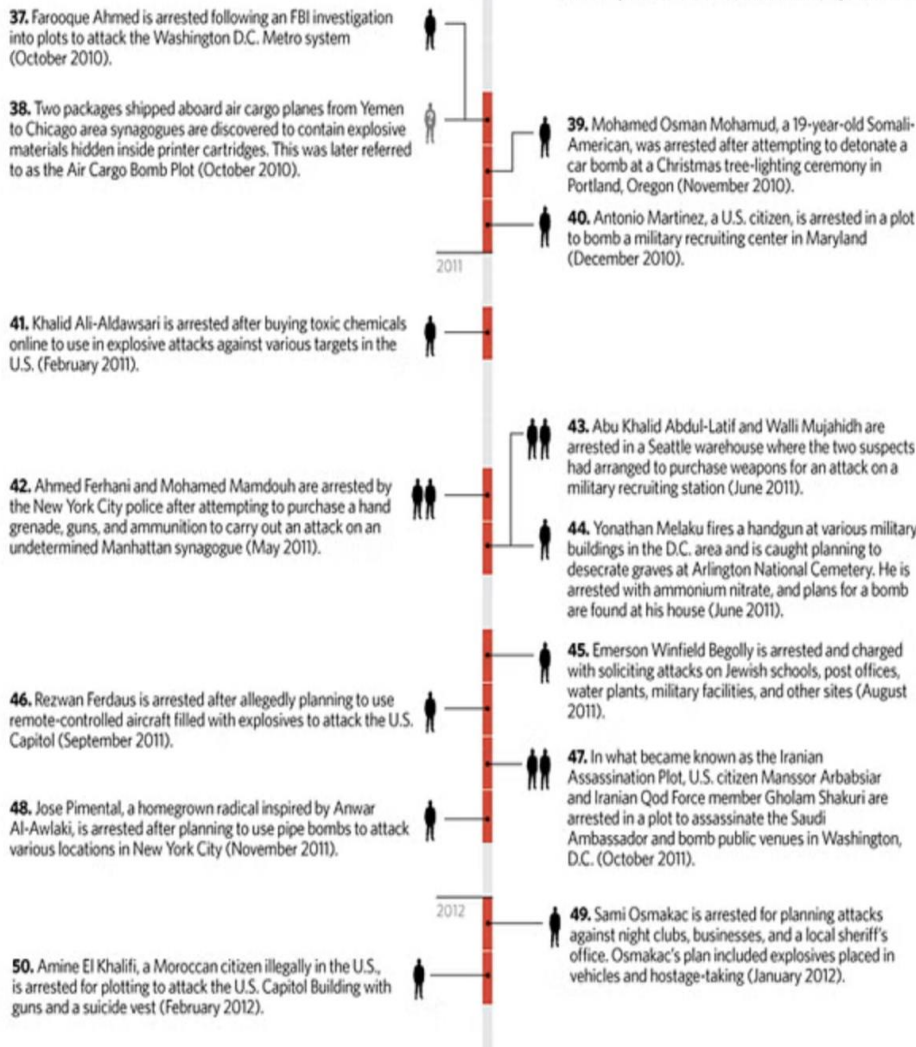 37. Farooque Ahmed is arrested following an FBI investigation
into plots to attack the Washington D.C. Metro system
(October 2010).
38. Two packages shipped aboard air cargo planes from Yemen
to Chicago area synagogues are discovered to contain explosive
materials hidden inside printer cartridges. This was later referred
to as the Air Cargo Bomb Plot (October 2010).
39. Mohamed Osman Mohamud, a 19-year-old Somali-
American, was arrested after attempting to detonate a
car bomb at a Christmas tree-lighting ceremony in
Portland, Oregon (November 2010).
40. Antonio Martinez, a U.S. citizen, is arrested in a plot
to bomb a military recruiting center in Maryland
(December 2010).
2011
41. Khalid Ali-Aldawsari is arrested after buying toxic chemicals
online to use in explosive attacks against various targets in the
U.S. (February 2011).
43. Abu Khalid Abdul-Latif and Walli Mujahidh are
arrested in a Seattle warehouse where the two suspects
had arranged to purchase weapons for an attack on a
military recruiting station (June 2011).
42. Ahmed Ferhani and Mohamed Mamdouh are arrested by
the New York City police after attempting to purchase a hand
grenade, guns, and ammunition to carry out an attack on an
undetermined Manhattan synagogue (May 2011).
44. Yonathan Melaku fires a handgun at various military
buildings in the D.C. area and is caught planning to
desecrate graves at Arlington National Cemetery. He is
arrested with ammonium nitrate, and plans for a bomb
are found at his house (June 2011).
45. Emerson Winfield Begolly is arrested and charged
with soliciting attacks on Jewish schools, post offices,
water plants, military facilities, and other sites (August
2011).
46. Rezwan Ferdaus is arrested after allegedly planning to use
remote-controlled aircraft filled with explosives to attack the U.S.
Capitol (September 2011).
47. In what became known as the Iranian
Assassination Plot, U.S. citizen Manssor Arbabsiar
and Iranian Qod Force member Gholam Shakuri are
arrested in a plot to assassinate the Saudi
Ambassador and bomb public venues in Washington,
D.C. (October 2011).
48. Jose Pimental, a homegrown radical inspired by Anwar
Al-Awlaki, is arrested after planning to use pipe bombs to attack
various locations in New York City (November 2011).
2012
49. Sami Osmakac is arrested for planning attacks
against night clubs, businesses, and a local sheriff's
office. Osmakac's plan included explosives placed in
vehicles and hostage-taking (January 2012).
50. Amine El Khalifi, a Moroccan citizen illegally in the U.S.,
is arrested for plotting to attack the U.S. Capitol Building with
guns and a suicide vest (February 2012).